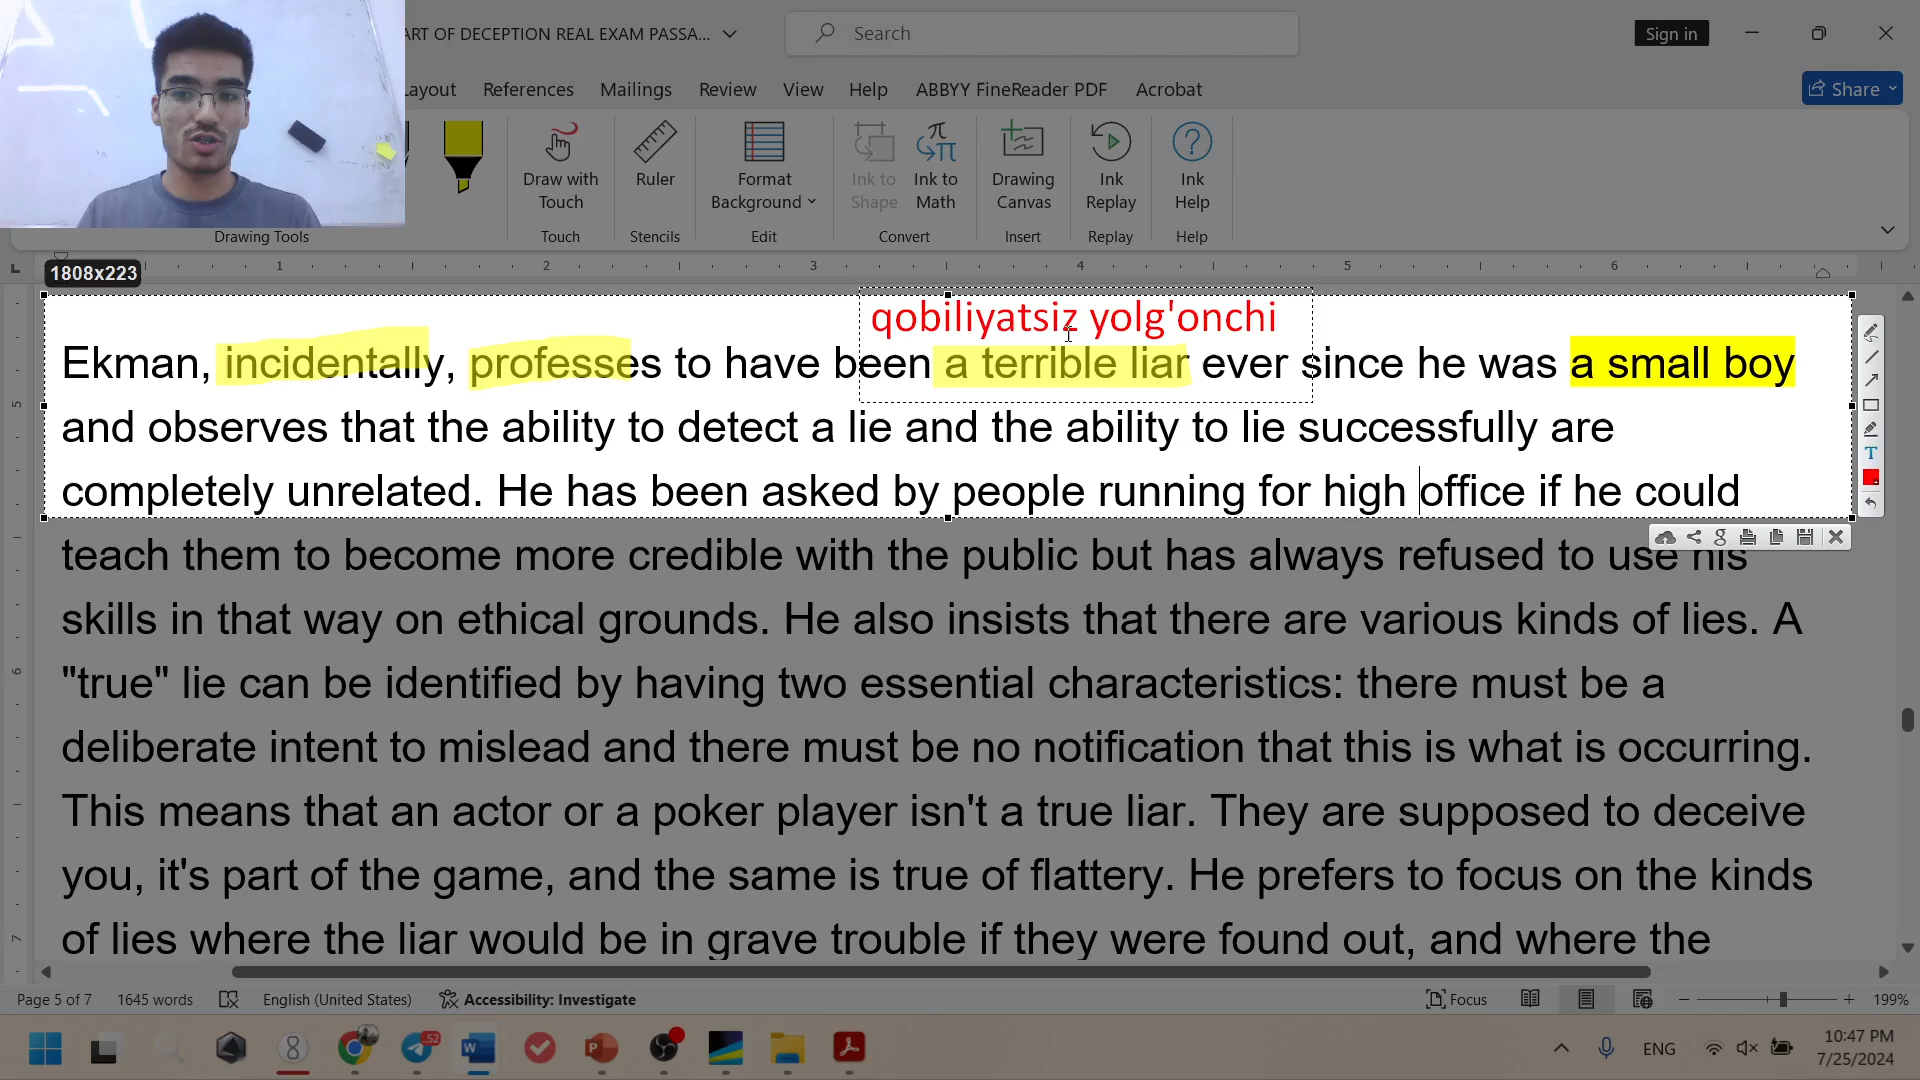 ART OF DECEPTION REAL EXAM PASSA...
Search
Sign in
Layout References Mailings Review View Help ABBYY FineReader PDF Acrobat
Share
Draw with Touch
Ruler
Format Background
Ink to Shape
Ink to Math
Drawing Canvas
Ink Replay
Ink Help
Drawing Tools
Touch
Stencils
Edit
Convert
Insert
Replay
Help
1808x223
1 2 3 4 5 6
qobiliyatsiz yolg'onchi
Ekman, incidentally, professes to have been a terrible liar ever since he was a small boy
and observes that the ability to detect a lie and the ability to lie successfully are
completely unrelated. He has been asked by people running for high office if he could
teach them to become more credible with the public but has always refused to use his
skills in that way on ethical grounds. He also insists that there are various kinds of lies. A
"true" lie can be identified by having two essential characteristics: there must be a
deliberate intent to mislead and there must be no notification that this is what is occurring.
This means that an actor or a poker player isn't a true liar. They are supposed to deceive
you, it's part of the game, and the same is true of flattery. He prefers to focus on the kinds
of lies where the liar would be in grave trouble if they were found out, and where the
5
6
7
Page 5 of 7 1645 words English (United States) Accessibility: Investigate Focus 199%
52
ENG
10:47 PM
7/25/2024